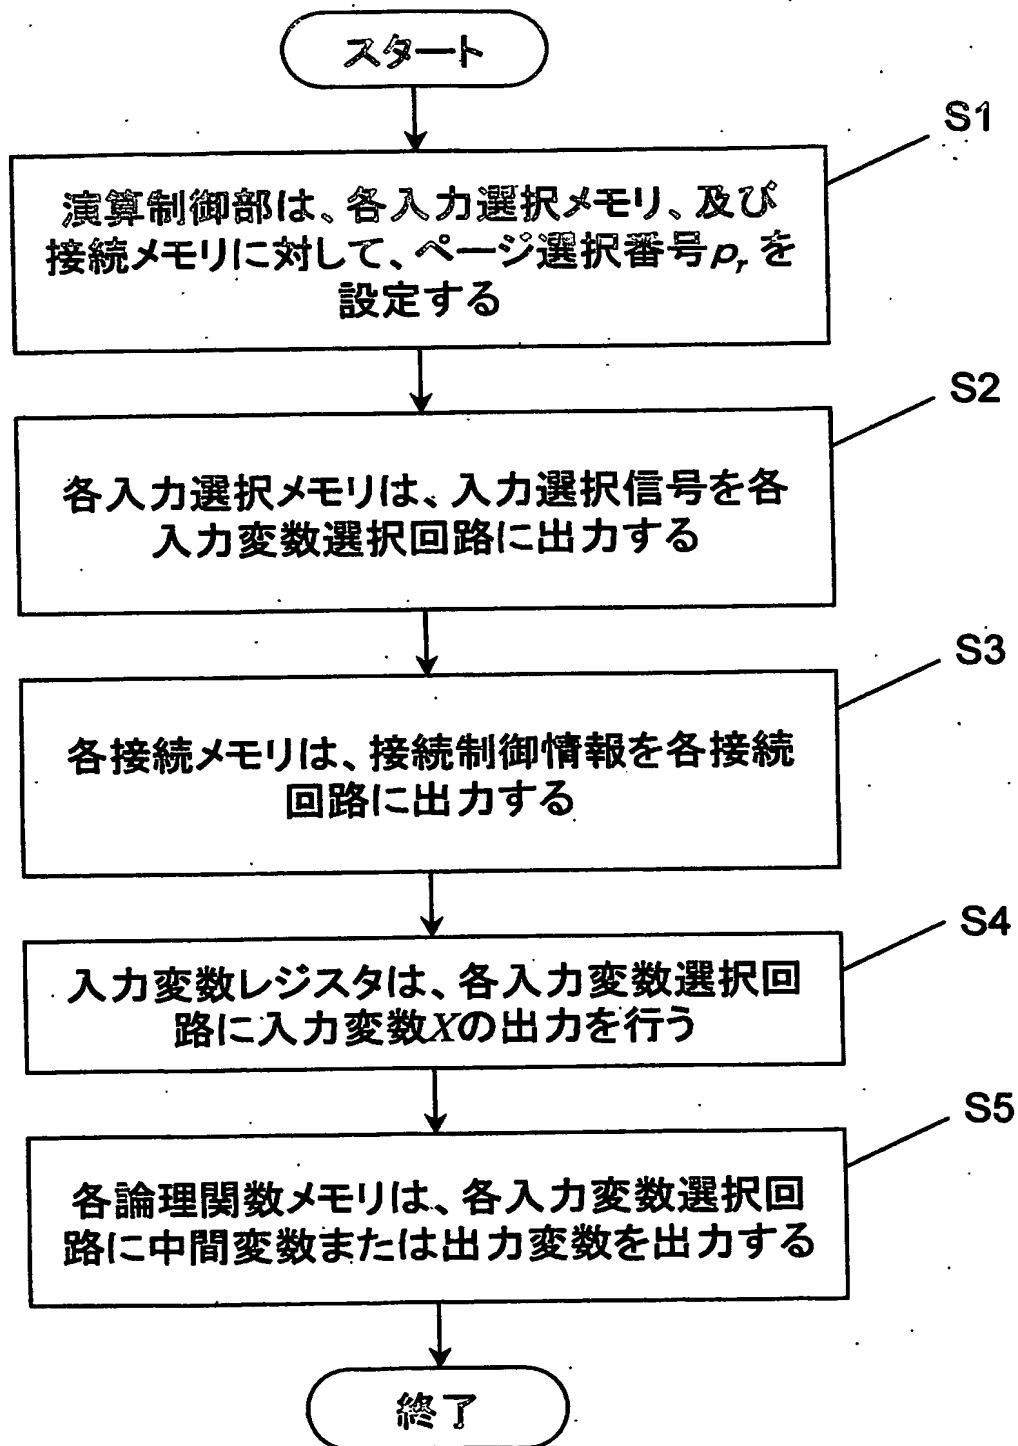 スタート
S1
演算制御部は、各入力選択メモリ、及び
接続メモリに対して、ページ選択番号pr を
設定する
S2
各入力選択メモリは、入力選択信号を各
入力変数選択回路に出力する
S3
各接続メモリは、接続制御情報を各接続
回路に出力する
S4
入力変数レジスタは、各入力変数選択回
路に入力変数Xの出力を行う
S5
各論理関数メモリは、各入力変数選択回
路に中間変数または出力変数を出力する
終了